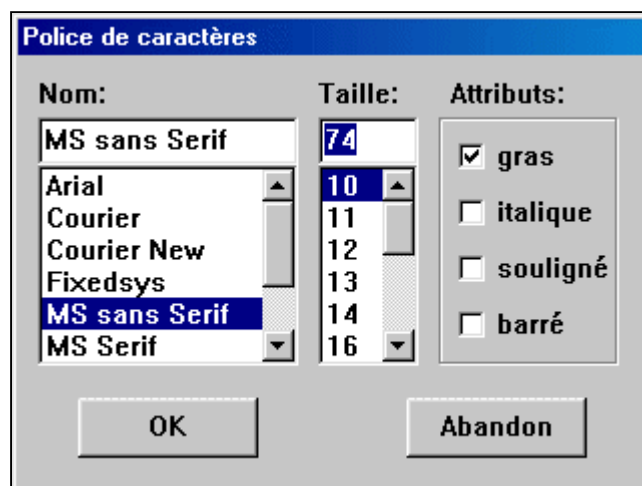 Police de caractères
Nom:
Taille:
Attributs:
MS sans Serif
74
Arial
Courier
Courier New
Fixedsys
MS sans Serif
MS Serif
10
11
12
13
14
16
gras
italique
souligné
barré
OK
Abandon